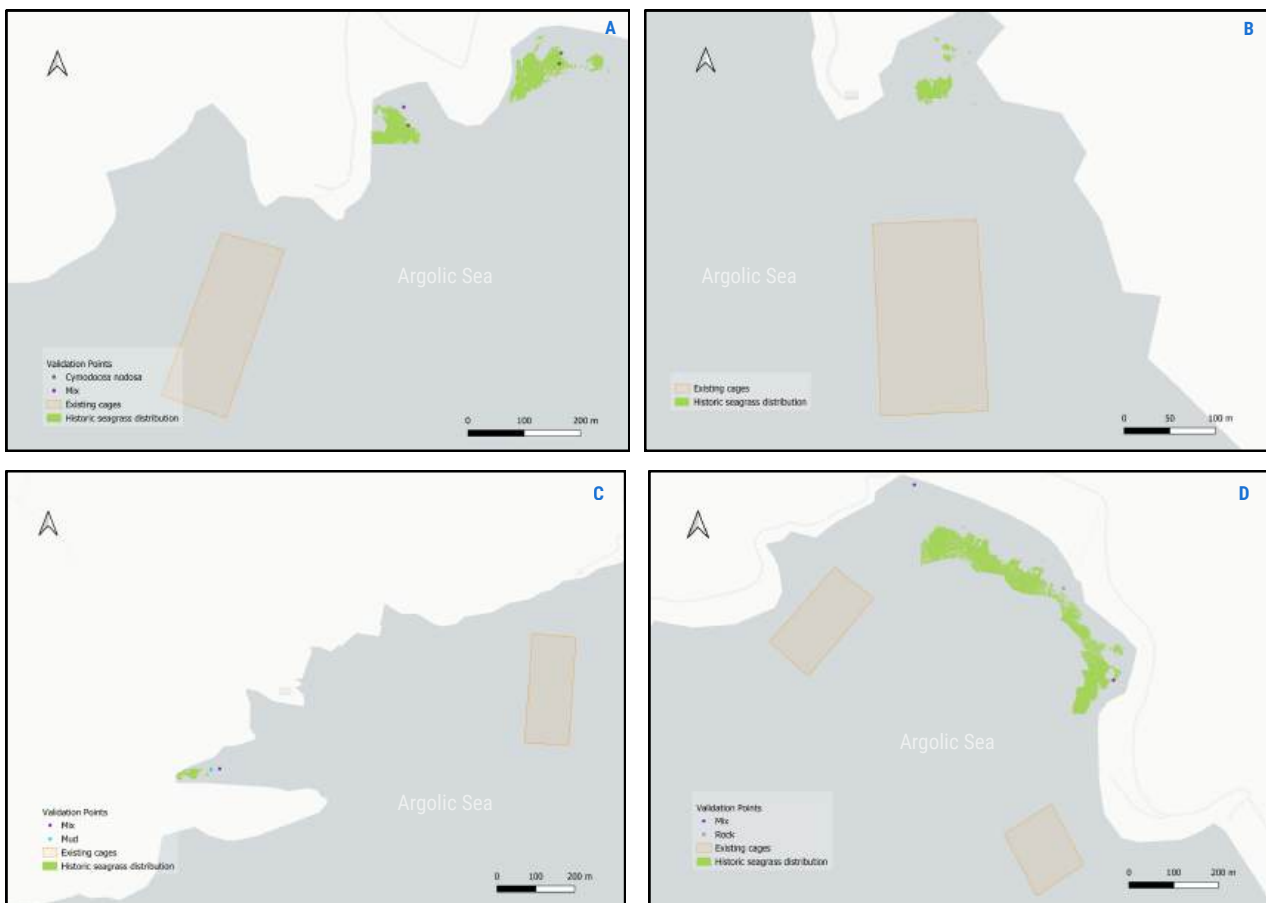 A
Argolic Sea
Validation Points
Cymodocea nodosa
Mix
Existing cages
Historic seagrass distribution
0 100 200 m
B
Argolic Sea
Existing cages
Historic seagrass distribution
0 50 100 m
C
Argolic Sea
Validation Points
Mix
Mud
Existing cages
Historic seagrass distribution
0 100 200 m
D
Argolic Sea
Validation Points
Mix
Rock
Existing cages
Historic seagrass distribution
0 100 200 m